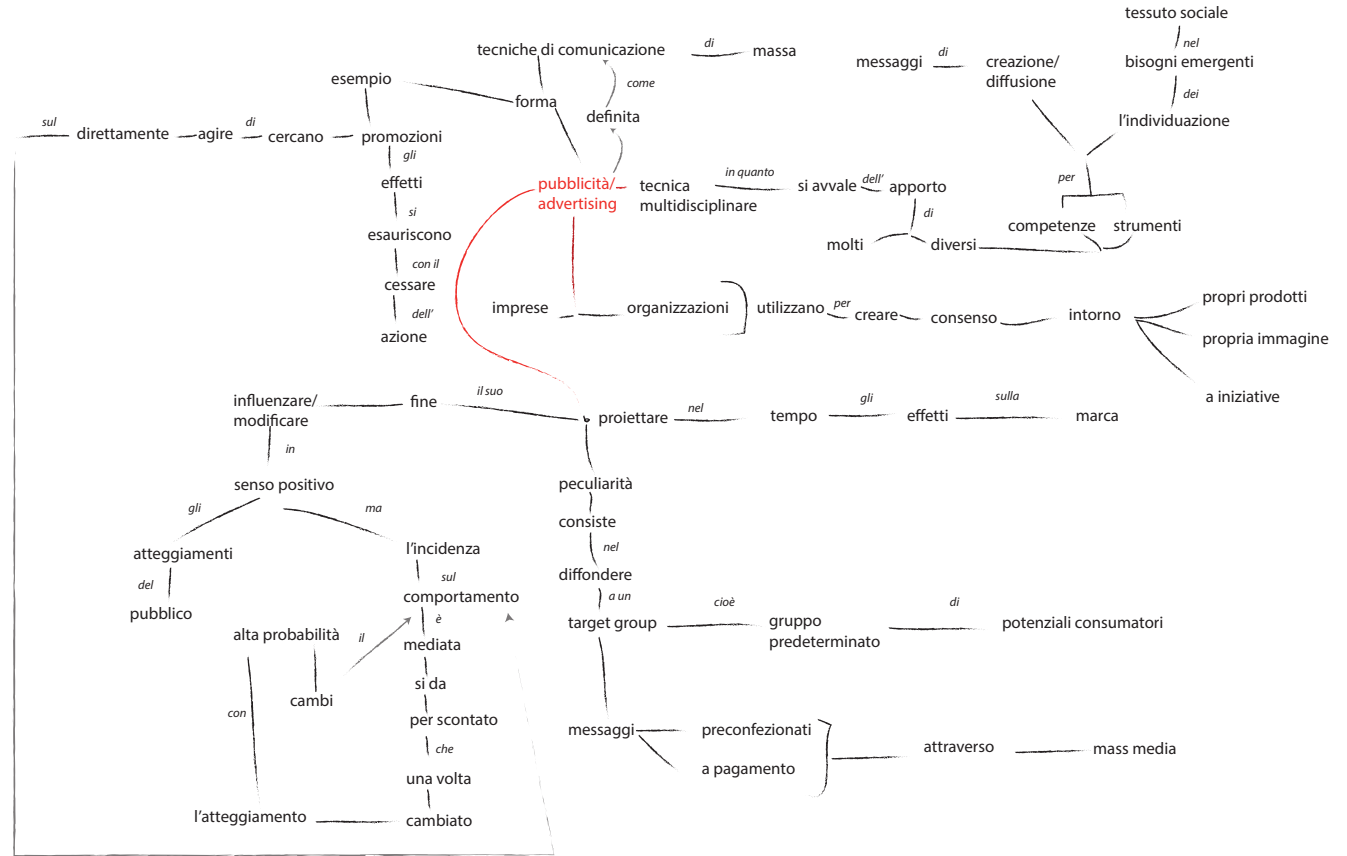 tessuto sociale
tecniche di comunicazione
di
massa
messaggi
di
creazione/
diffusione
nel
bisogni emergenti
esempio
come
forma
definita
dei
l'individuazione
sul
direttamente
agire
di
cercano
promozioni
gli
effetti
si
esauriscono
con il
cessare
dell'
azione
pubblicità/
advertising
tecnica
multidisciplinare
in quanto
si avvale
dell'
apporto
di
molti
diversi
per
competenze
strumenti
imprese
organizzazioni
utilizzano
per
creare
consenso
intorno
propri prodotti
propria immagine
a iniziative
influenzare/
modificare
fine
il suo
proiettare
nel
tempo
gli
effetti
sulla
marca
in
senso positivo
gli
ma
atteggiamenti
del
pubblico
l'incidenza
sul
comportamento
è
mediata
si da
per scontato
che
una volta
cambiato
l'atteggiamento
con
alta probabilità
il
cambi
peculiarità
consiste
nel
diffondere
a un
target group
cioè
gruppo
predeterminato
di
potenziali consumatori
messaggi
preconfezionati
a pagamento
attraverso
mass media